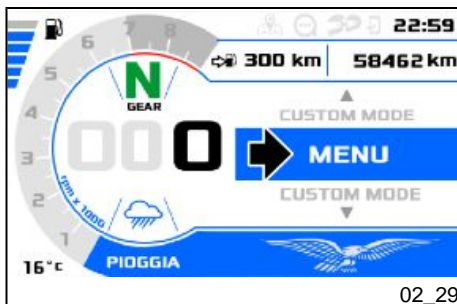 22:59
300 km
58462 km
8
7
6
5
4
3
2
1
rpm x 1000
N
GEAR
000
CUSTOM MODE
MENU
CUSTOM MODE
16°c
PIOGGIA
02_29